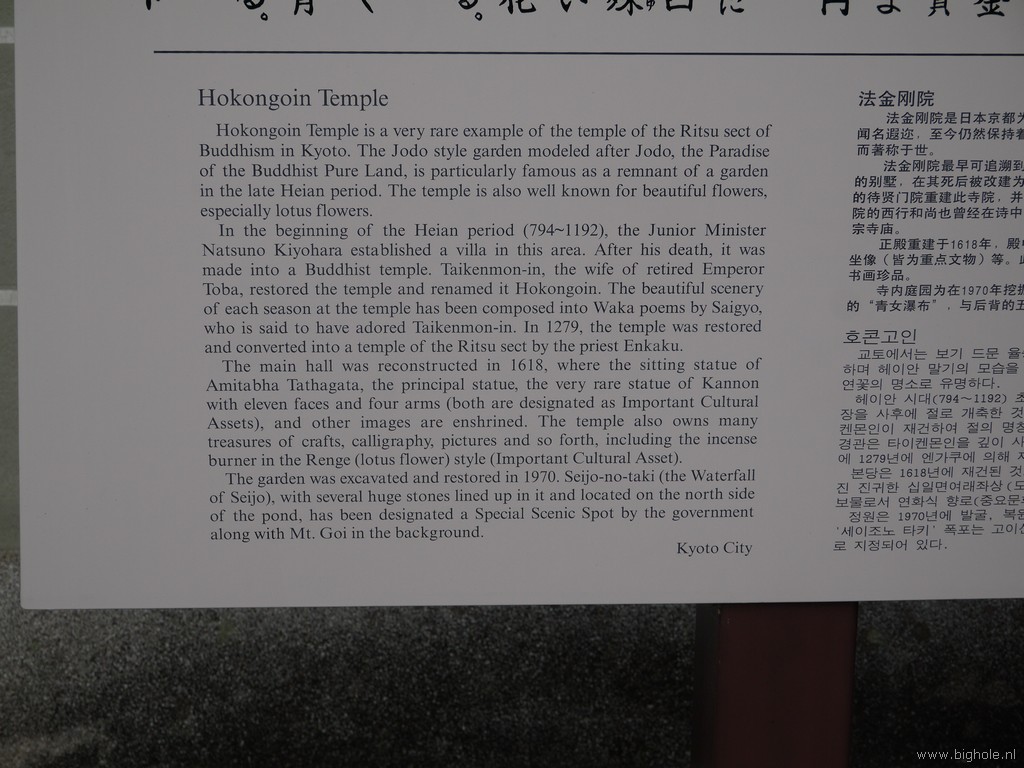 Hokongoin Temple
Hokongoin Temple is a very rare example of the temple of the Ritsu sect of
Buddhism in Kyoto. The Jodo style garden modeled after Jodo, the Paradise
of the Buddhist Pure Land, is particularly famous as a remnant of a garden
in the late Heian period. The temple is also well known for beautiful flowers,
especially lotus flowers.
In the beginning of the Heian period (794~1192), the Junior Minister
Natsuno Kiyohara established a villa in this area. After his death, it was
made into a Buddhist temple. Taikenmon-in, the wife of retired Emperor
Toba, restored the temple and renamed it Hokongoin. The beautiful scenery
of each season at the temple has been composed into Waka poems by Saigyo,
who is said to have adored Taikenmon-in. In 1279, the temple was restored
and converted into a temple of the Ritsu sect by the priest Enkaku.
The main hall was reconstructed in 1618, where the sitting statue of
Amitabha Tathagata, the principal statue, the very rare statue of Kannon
with eleven faces and four arms (both are designated as Important Cultural
Assets), and other images are enshrined. The temple also owns many
treasures of crafts, calligraphy, pictures and so forth, including the incense
burner in the Renge (lotus flower) style (Important Cultural Asset).
The garden was excavated and restored in 1970. Seijo-no-taki (the Waterfall
of Seijo), with several huge stones lined up in it and located on the north side
of the pond, has been designated a Special Scenic Spot by the government
along with Mt. Goi in the background.
Kyoto City
法金刚院
法金刚院是日本京都为
闻名遐迩，至今仍然保持着
而著称于世。
法金刚院最早可追溯到
的别墅，在其死后被改建为
的待贤门院重建此寺院，并
院的西行和尚也曾经在诗中
宗寺庙。
正殿重建于1618年，殿中
坐像（皆为重点文物）等。此
书画珍品。
寺内庭园为在1970年挖掘
的“青女瀑布”，与后背的五
호콘고인
교토에서는 보기 드문 율
하며 헤이안 말기의 모습을
연꽃의 명소로 유명하다.
헤이안 시대(794～1192) 초
장을 사후에 절로 개축한 것
켄몬인이 재건하여 절의 명칭
경관은 타이켄몬인을 깊이 사
에 1279년에 엔가쿠에 의해 재
본당은 1618년에 재건된 것
진 진귀한 십일면여래좌상(도
보물로서 연화식 향로(중요문
정원은 1970년에 발굴, 복원
‘세이조노 타키’ 폭포는 고이산
로 지정되어 있다.
www.bighole.nl